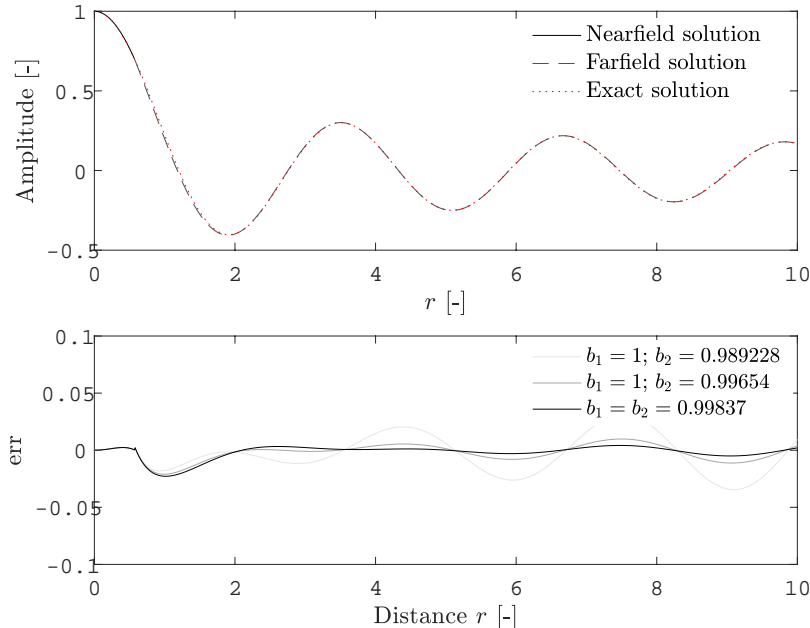 1
0.5
0
-0.5
Amplitude [-]
Nearfield solution
Farfield solution
Exact solution
0 2 4 6 8 10
r [-]
0.1
0.05
0
-0.05
-0.1
err
b₁ = 1; b₂ = 0.989228
b₁ = 1; b₂ = 0.99654
b₁ = b₂ = 0.99837
0 2 4 6 8 10
Distance r [-]